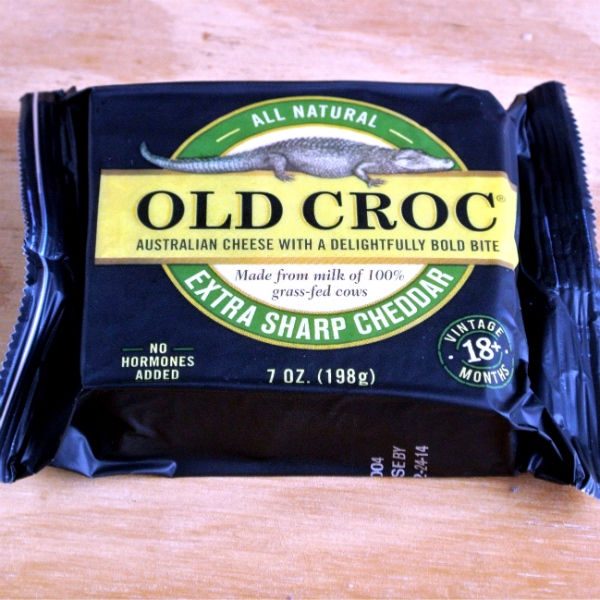 ALL NATURAL
OLD CROC®
AUSTRALIAN CHEESE WITH A DELIGHTFULLY BOLD BITE
Made from milk of 100%
grass-fed cows
EXTRA SHARP CHEDDAR
NO
HORMONES
ADDED
7 OZ. (198g)
VINTAGE
18+
MONTHS